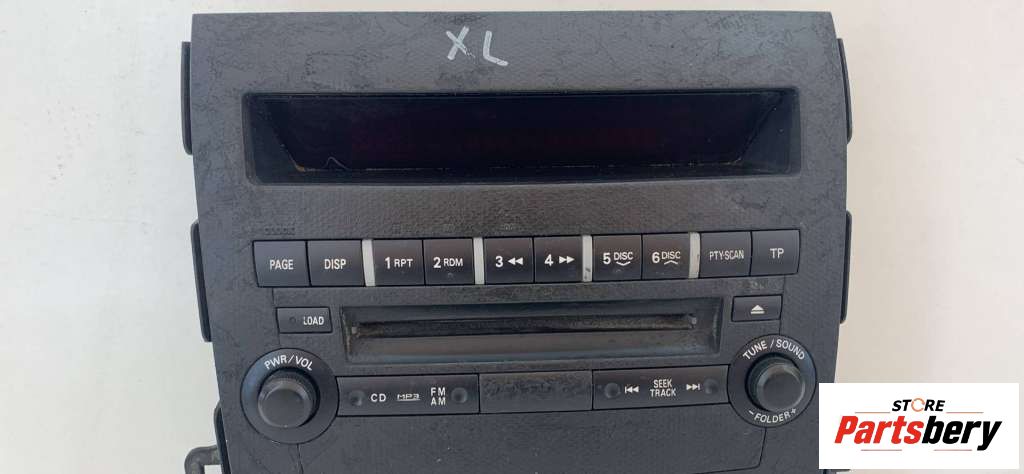 XL
PAGE DISP 1 RPT 2 RDM 3 4 5 DISC 6 DISC PTY·SCAN TP
LOAD
PWR/VOL
TUNE / SOUND
CD MP3 FM AM
SEEK TRACK
−FOLDER+
STORE
Partsbery